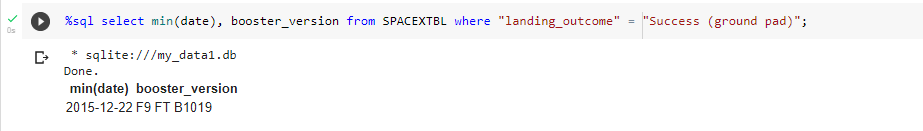 %sql select min(date), booster_version from SPACEXTBL where "landing_outcome" = "Success (ground pad)";
0s
* sqlite:///my_data1.db
Done.
min(date) booster_version
2015-12-22 F9 FT B1019